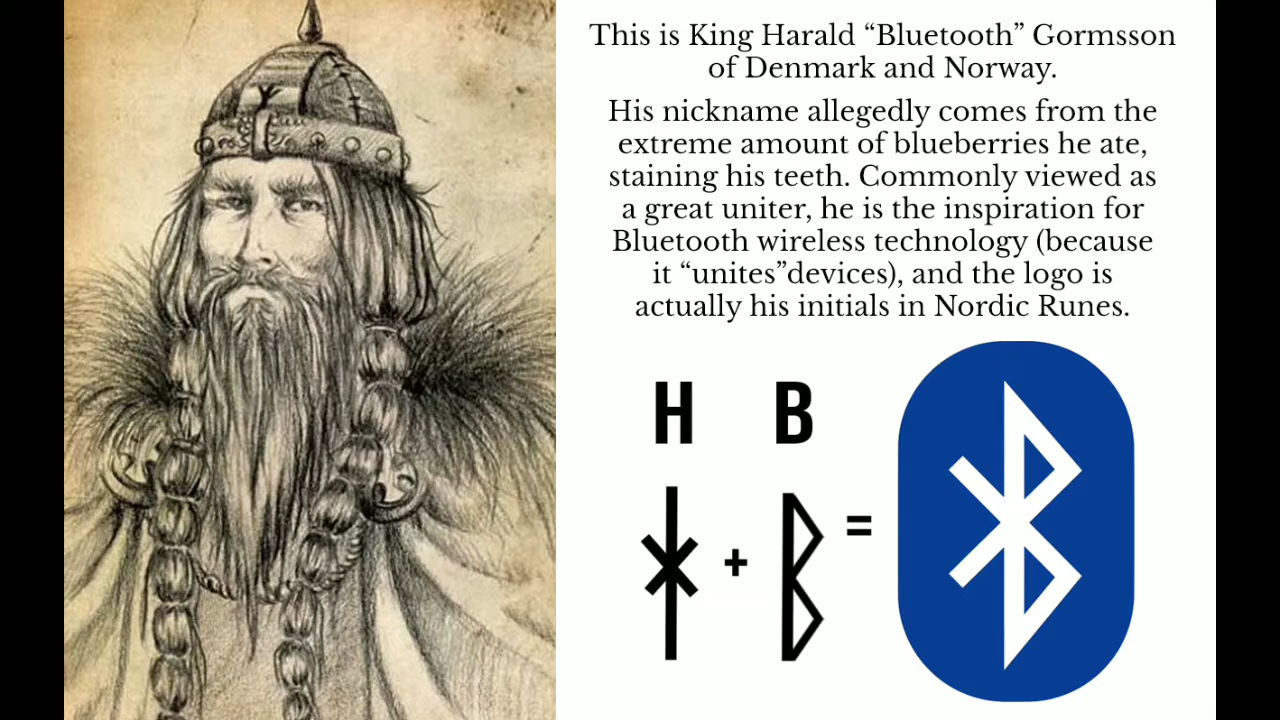 This is King Harald “Bluetooth” Gormsson
of Denmark and Norway.
His nickname allegedly comes from the
extreme amount of blueberries he ate,
staining his teeth. Commonly viewed as
a great uniter, he is the inspiration for
Bluetooth wireless technology (because
it “unites”devices), and the logo is
actually his initials in Nordic Runes.
H B
ᚼ + ᛒ =